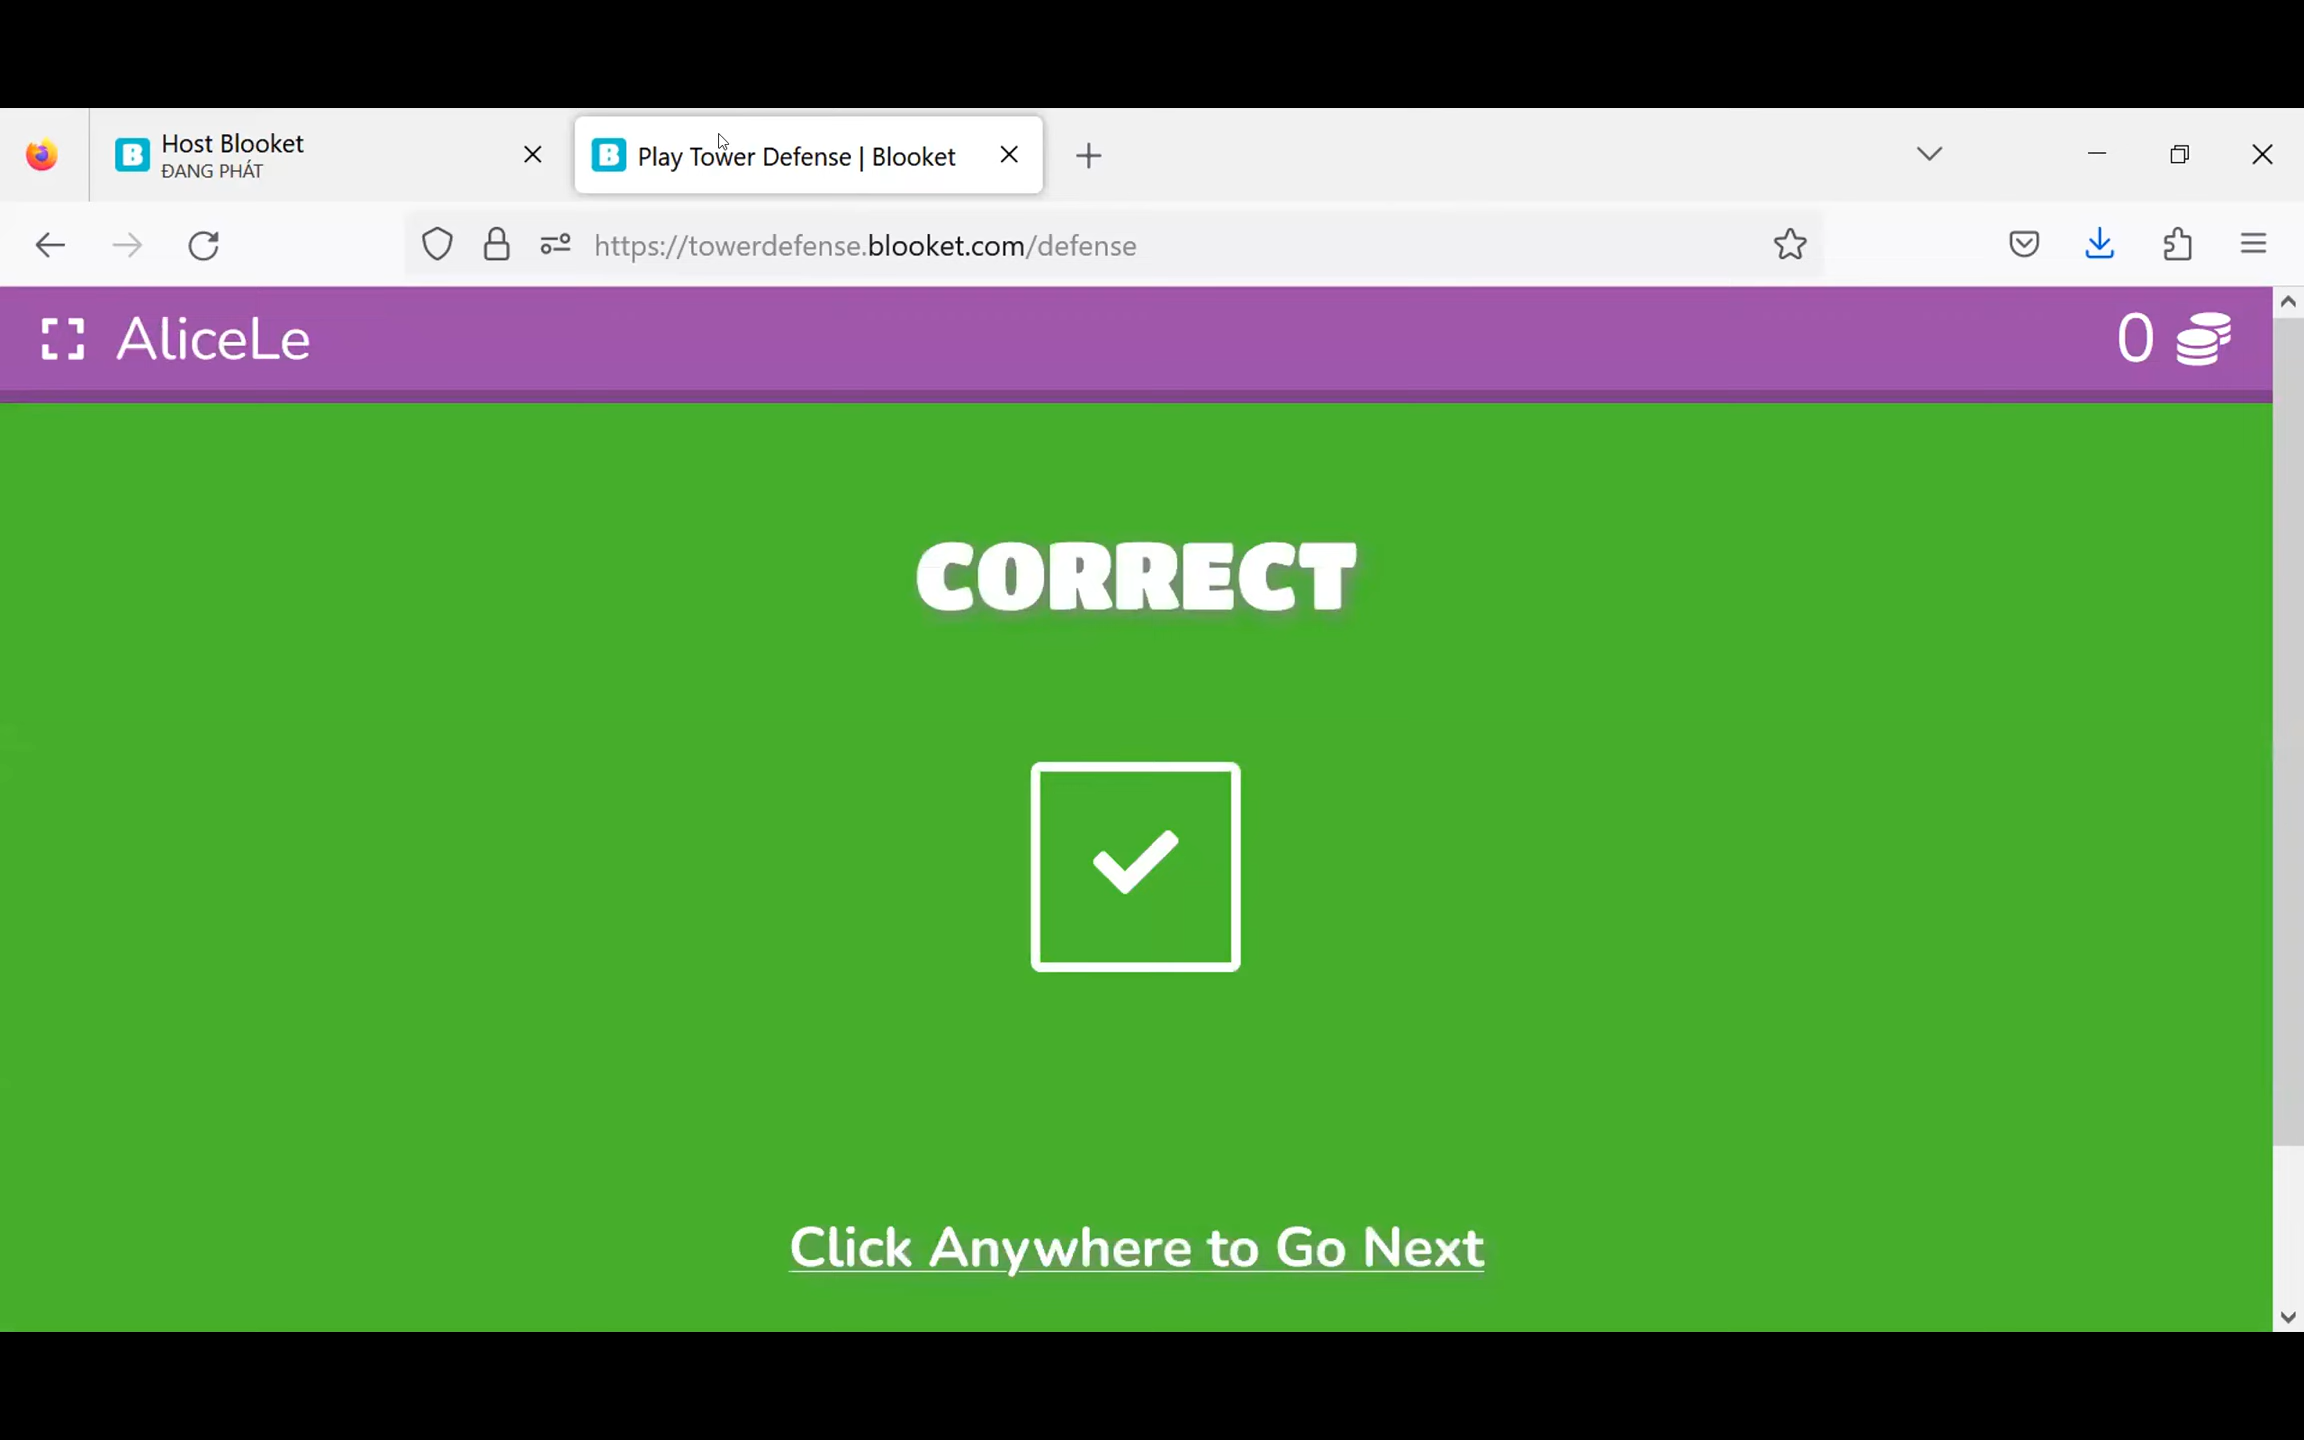 Host Blooket
ĐANG PHÁT
Play Tower Defense | Blooket
https://towerdefense.blooket.com/defense
AliceLe
0
CORRECT
Click Anywhere to Go Next